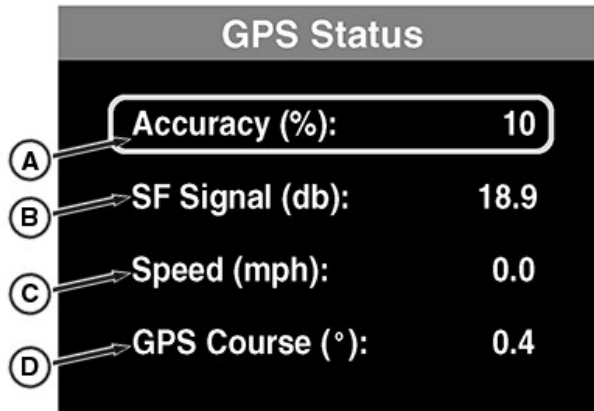 GPS Status
A Accuracy (%): 10
B SF Signal (db): 18.9
C Speed (mph): 0.0
D GPS Course (°): 0.4